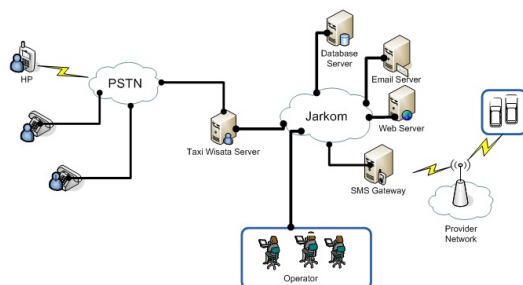 HP
PSTN
Taxi Wisata Server
Jarkom
Database
Server
Email Server
Web Server
SMS Gateway
Provider
Network
Operator